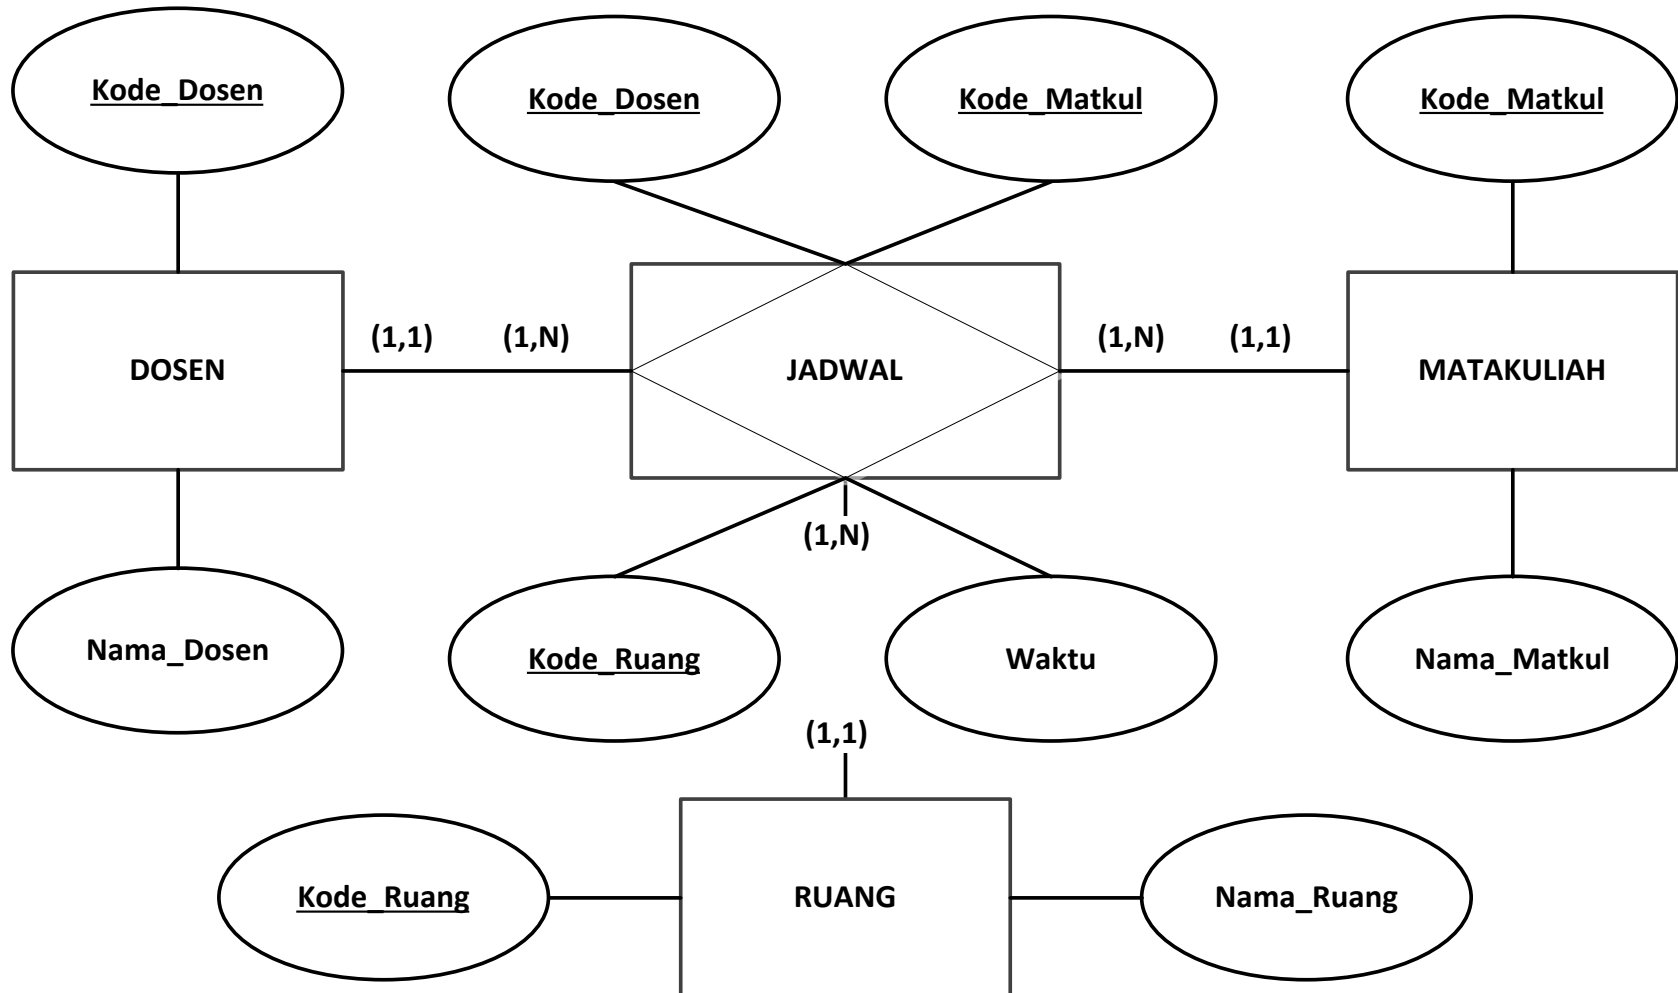 Kode_Dosen
Kode_Dosen
Kode_Matkul
Kode_Matkul
DOSEN
(1,1)
(1,N)
JADWAL
(1,N)
(1,1)
MATAKULIAH
(1,N)
Nama_Dosen
Kode_Ruang
Waktu
Nama_Matkul
(1,1)
Kode_Ruang
RUANG
Nama_Ruang